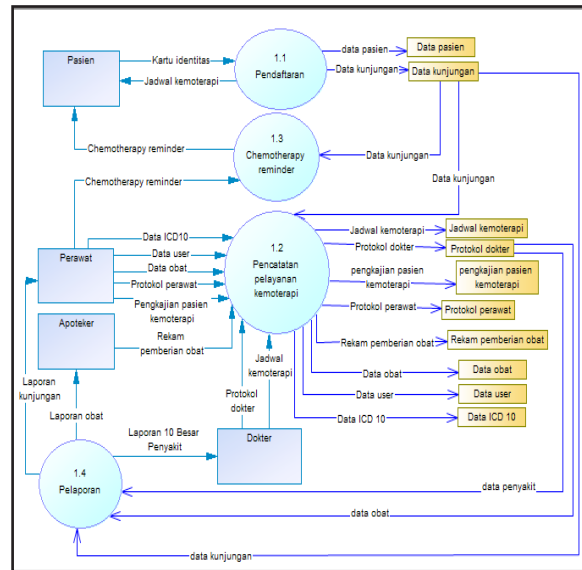 Pasien
Kartu identitas
Jadwal kemoterapi
1.1
Pendaftaran
data pasien
Data pasien
Data kunjungan
Data kunjungan
1.3
Chemotherapy
reminder
Chemotherapy reminder
Data kunjungan
Data kunjungan
Chemotherapy reminder
Perawat
Data ICD10
Data user
Data obat
Protokol perawat
Pengkajian pasien
kemoterapi
1.2
Pencatatan
pelayanan
kemoterapi
Jadwal kemoterapi
Jadwal kemoterapi
Protokol dokter
Protokol dokter
pengkajian pasien
kemoterapi
pengkajian pasien
kemoterapi
Protokol perawat
Protokol perawat
Rekam pemberian obat
Rekam pemberian obat
Data obat
Data obat
Data user
Data user
Data ICD 10
Data ICD 10
Apoteker
Rekam
pemberian obat
Jadwal
kemoterapi
Protokol
dokter
Laporan
kunjungan
Laporan obat
Laporan 10 Besar
Penyakit
Dokter
1.4
Pelaporan
data penyakit
data obat
data kunjungan